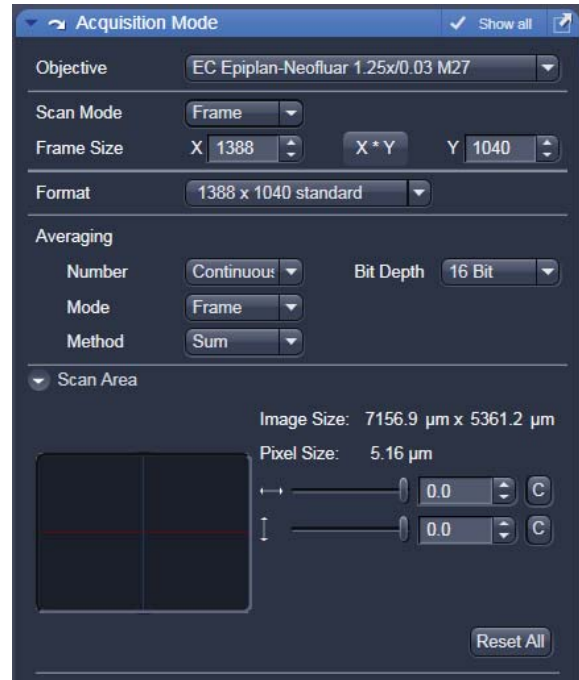 Acquisition Mode Show all
Objective EC Epiplan-Neofluar 1.25x/0.03 M27
Scan Mode Frame
Frame Size X 1388 X * Y Y 1040
Format 1388 x 1040 standard
Averaging
Number Continuous Bit Depth 16 Bit
Mode Frame
Method Sum
Scan Area
Image Size: 7156.9 µm x 5361.2 µm
Pixel Size: 5.16 µm
0.0 C
0.0 C
Reset All